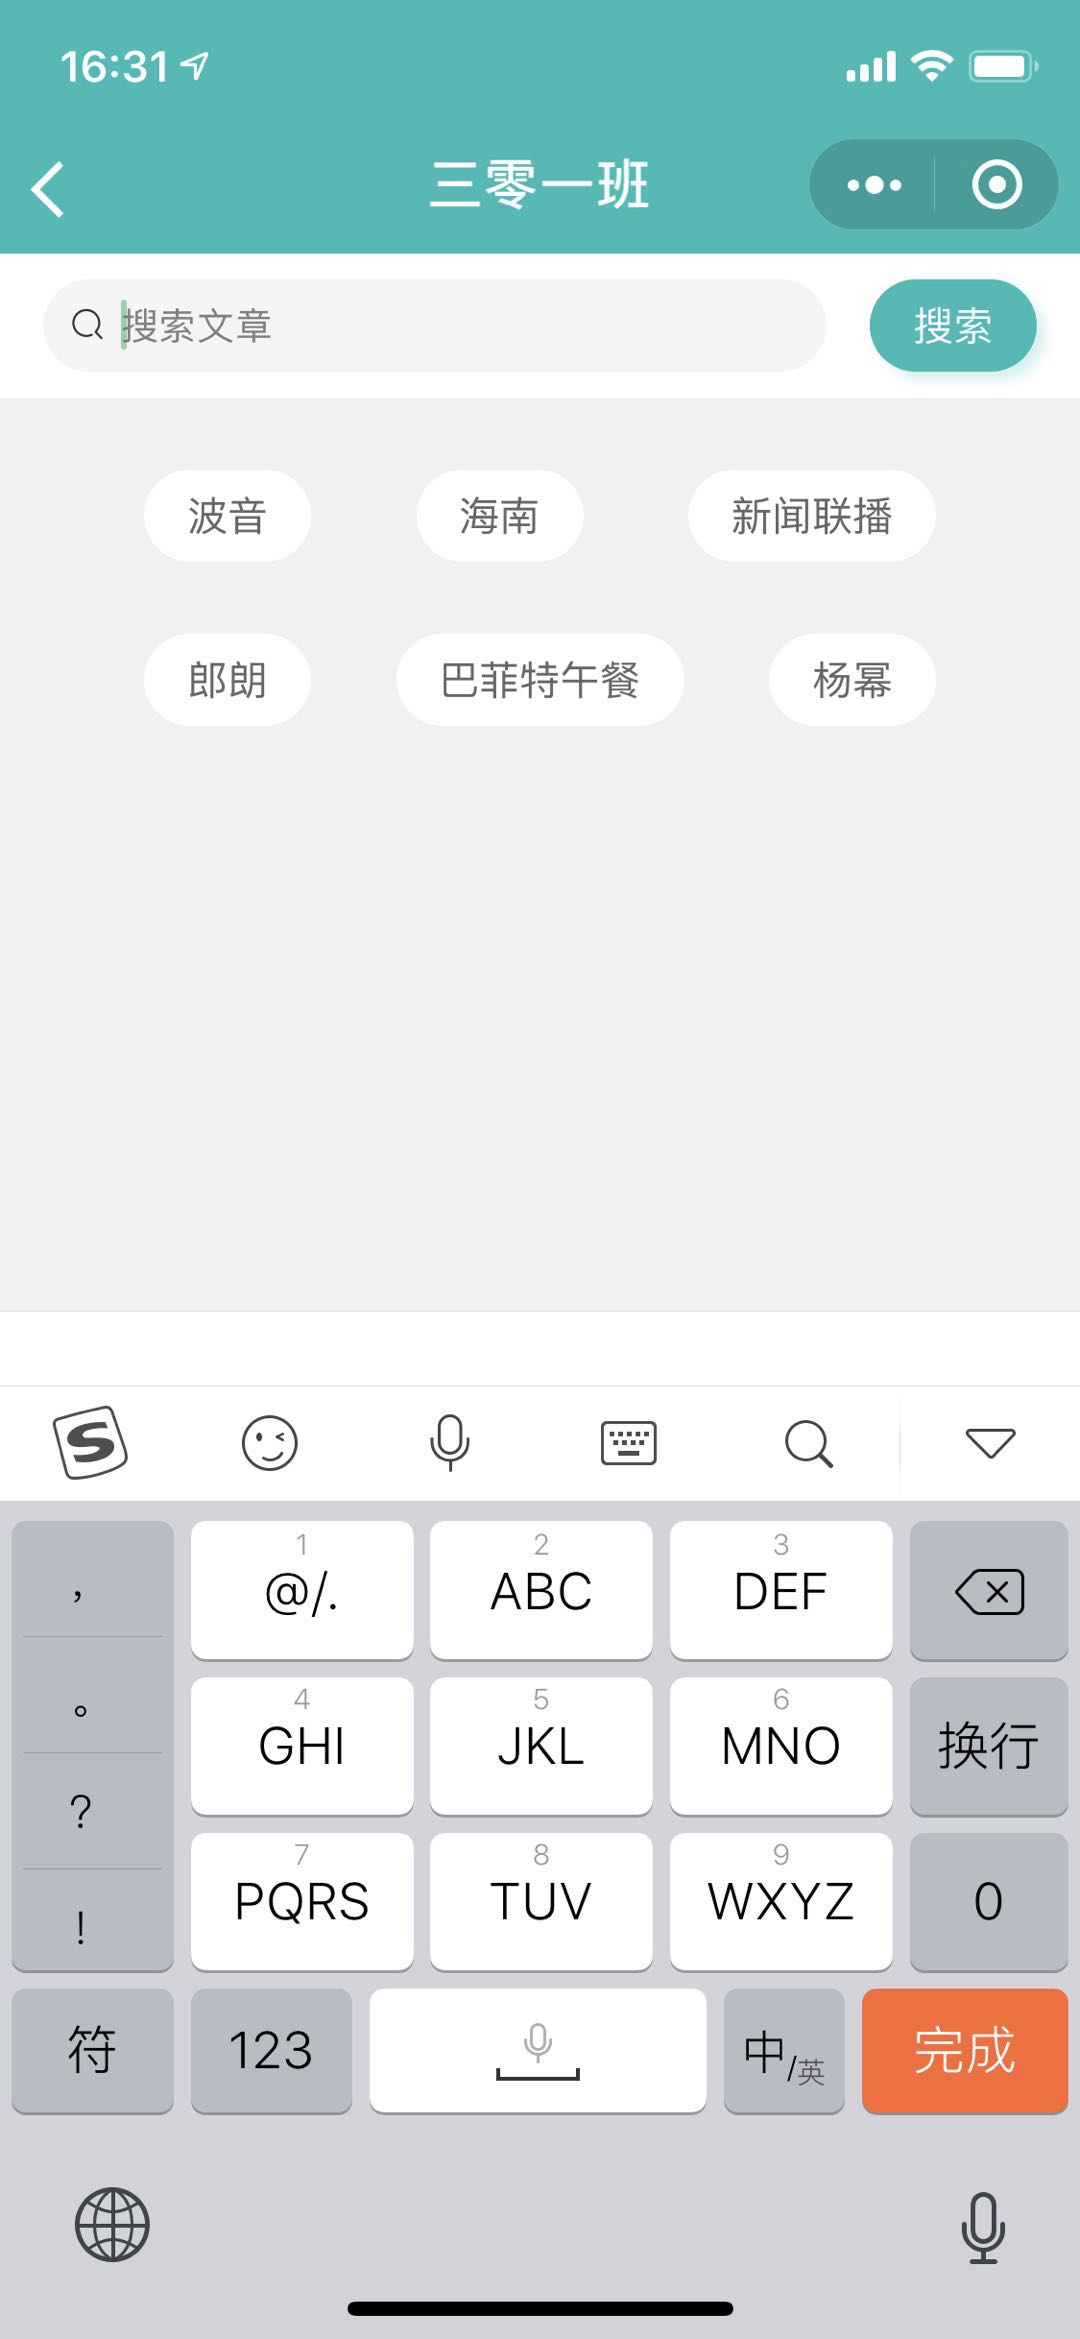 16:31
三零一班
搜索文章
搜索
波音 海南 新闻联播
郎朗 巴菲特午餐 杨幂
S
， 1 2 3
@/. ABC DEF
。 4 5 6
GHI JKL MNO 换行
? 7 8 9
PQRS TUV WXYZ 0
!
符 123 中/英 完成